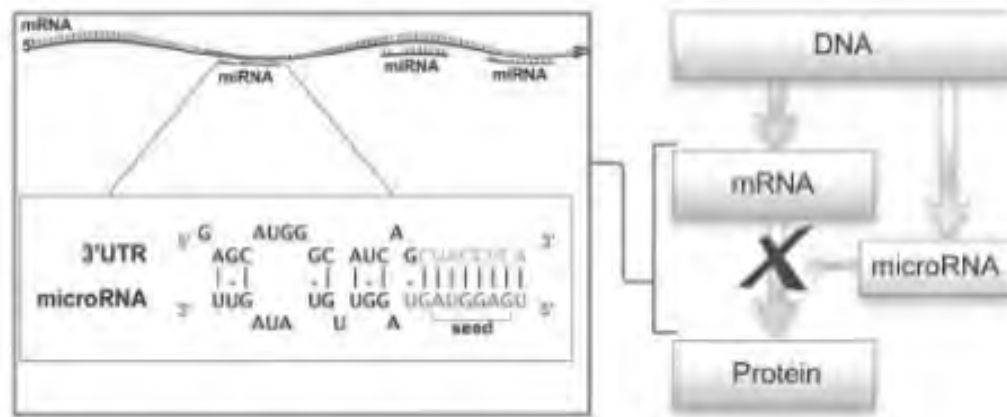 mRNA
5'
miRNA
miRNA
miRNA
5' G AUGG A 3'
3'UTR AGC GC AUC G
microRNA UUG UG UGG UGAUGGAGU
3' AUA U A 5'
seed
DNA
mRNA
microRNA
Protein